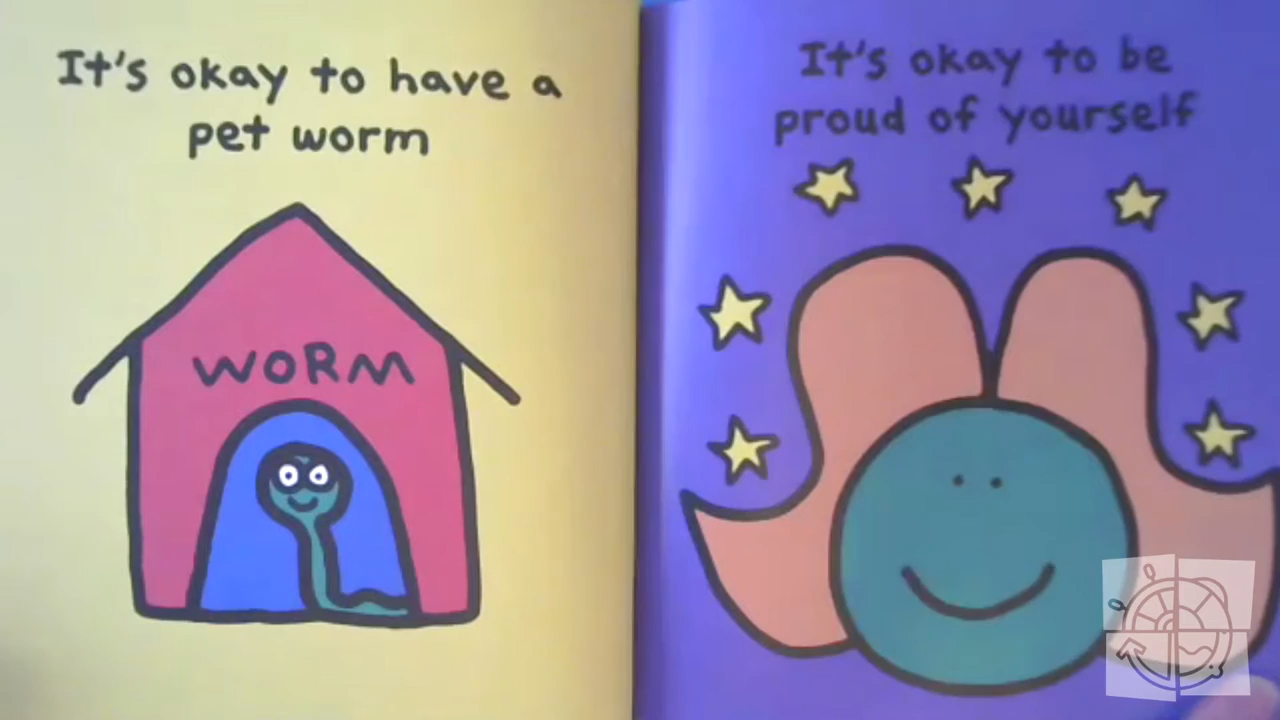 It's okay to have a
pet worm
WORM
It's okay to be
proud of yourself